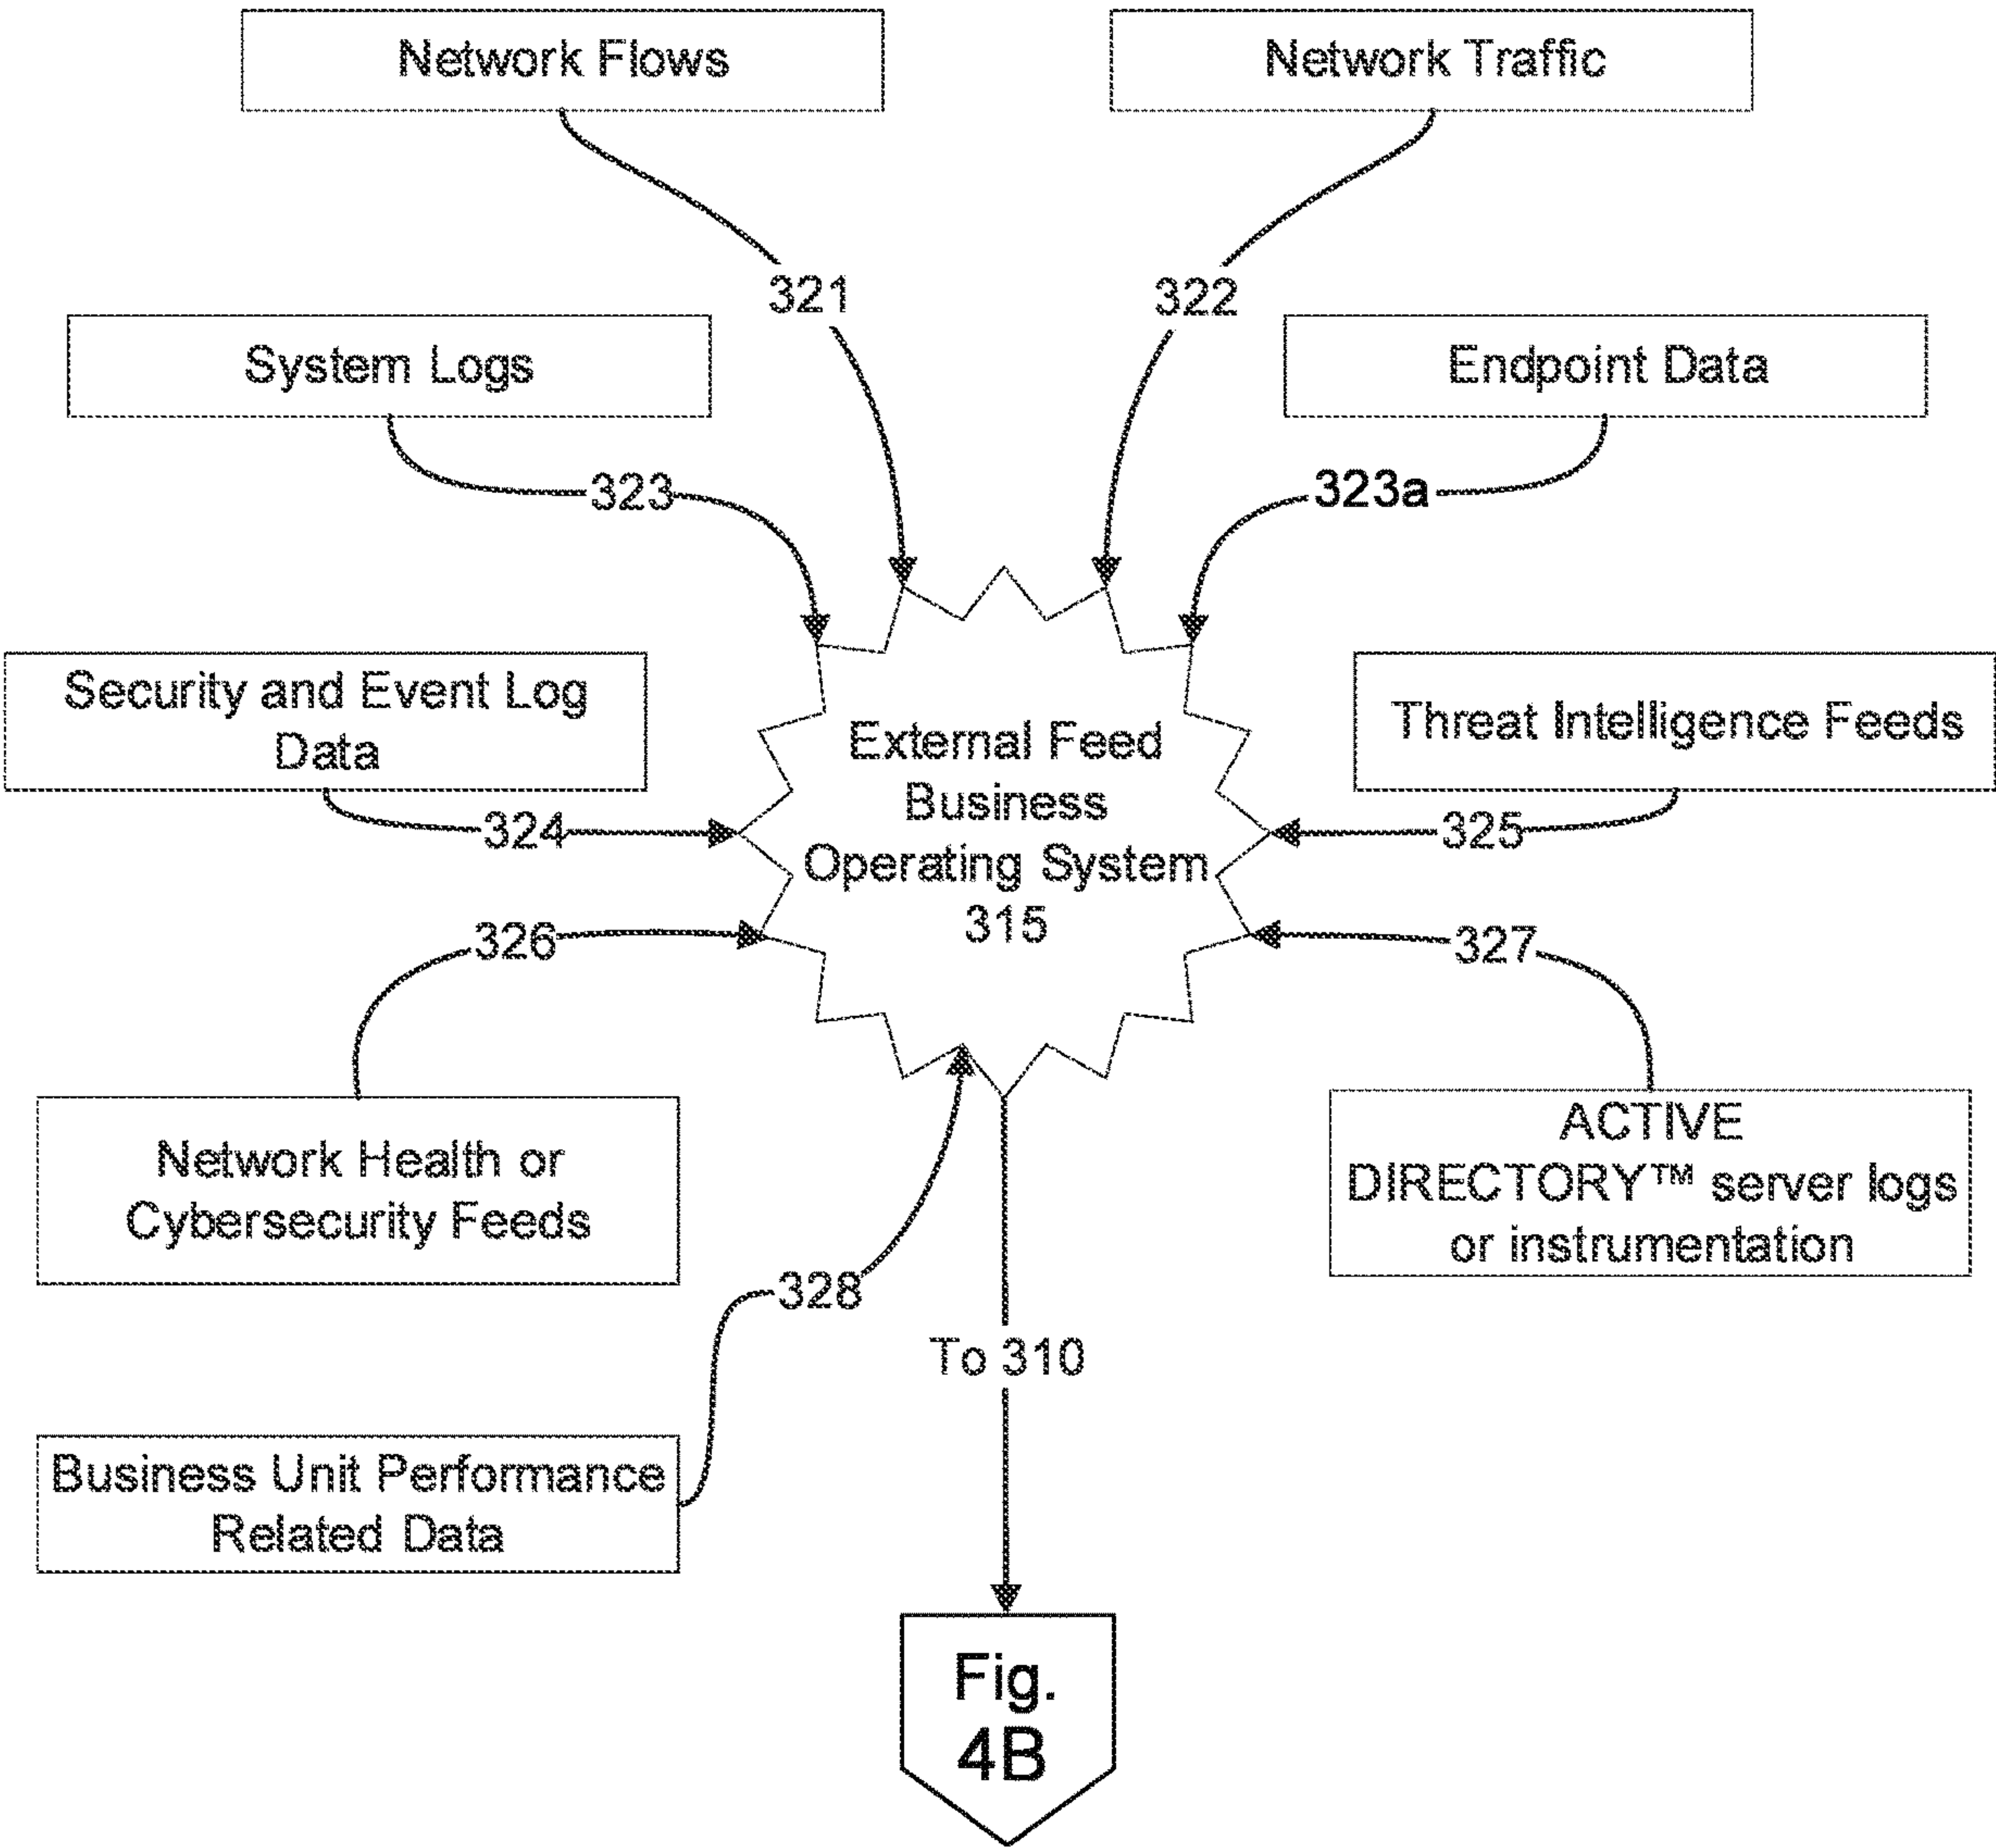 Network Flows
Network Traffic
321
322
System Logs
Endpoint Data
323
323a
Security and Event Log
Data
Threat Intelligence Feeds
External Feed
Business
Operating System
315
324
325
326
327
Network Health or
Cybersecurity Feeds
ACTIVE
DIRECTORY™ server logs
or instrumentation
328
To 310
Business Unit Performance
Related Data
Fig.
4B